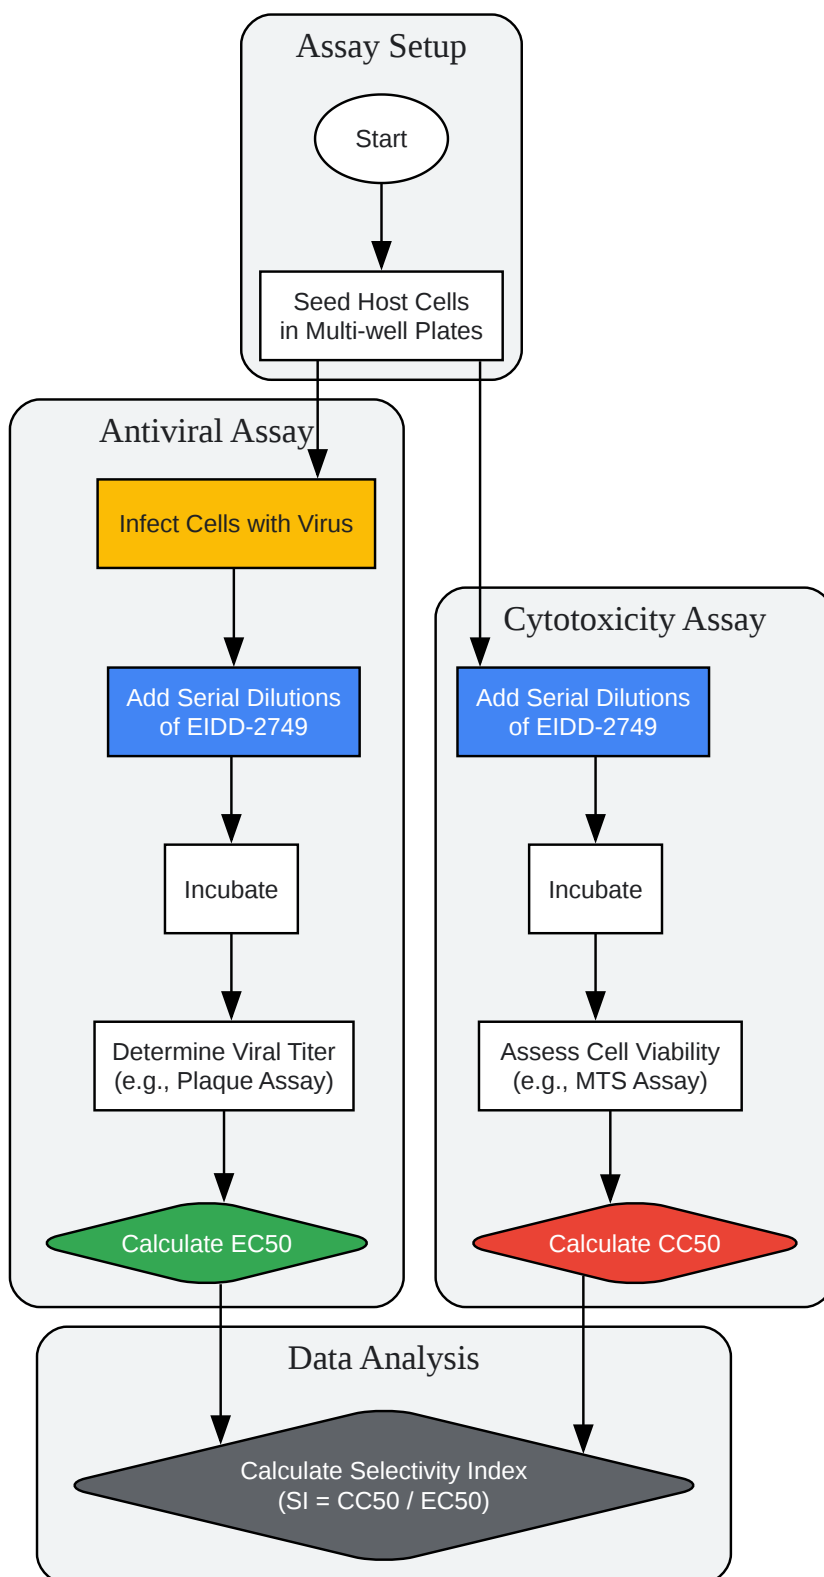 Assay Setup
Start
Seed Host Cells
in Multi-well Plates
Antiviral Assay
Infect Cells with Virus
Add Serial Dilutions
of EIDD-2749
Incubate
Determine Viral Titer
(e.g., Plaque Assay)
Calculate EC50
Cytotoxicity Assay
Add Serial Dilutions
of EIDD-2749
Incubate
Assess Cell Viability
(e.g., MTS Assay)
Calculate CC50
Data Analysis
Calculate Selectivity Index
(SI = CC50 / EC50)